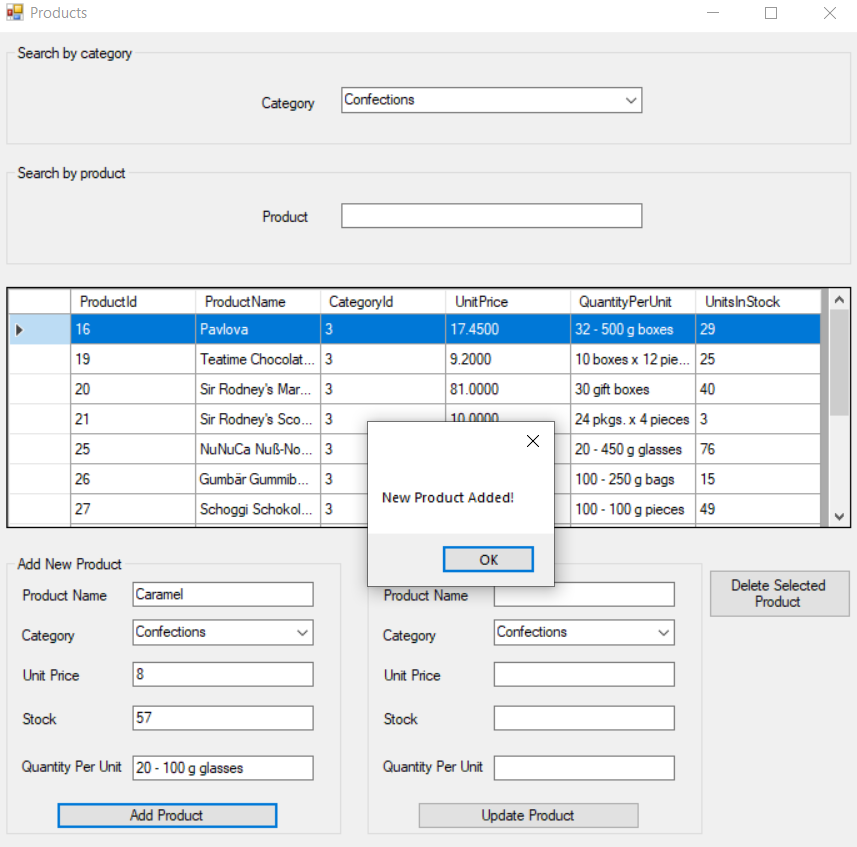 Products
Search by category
Category Confections
Search by product
Product
ProductId ProductName CategoryId UnitPrice QuantityPerUnit UnitsInStock
16 Pavlova 3 17.4500 32 - 500 g boxes 29
19 Teatime Chocolat... 3 9.2000 10 boxes x 12 pie... 25
20 Sir Rodney's Mar... 3 81.0000 30 gift boxes 40
21 Sir Rodney's Sco... 3 10.0000 24 pkgs. x 4 pieces 3
25 NuNuCa Nuß-No... 3 20 - 450 g glasses 76
26 Gumbär Gummib... 3 100 - 250 g bags 15
27 Schoggi Schokol... 3 100 - 100 g pieces 49
New Product Added!
OK
Add New Product
Product Name Caramel
Category Confections
Unit Price 8
Stock 57
Quantity Per Unit 20 - 100 g glasses
Add Product
Product Name
Category Confections
Unit Price
Stock
Quantity Per Unit
Update Product
Delete Selected
Product